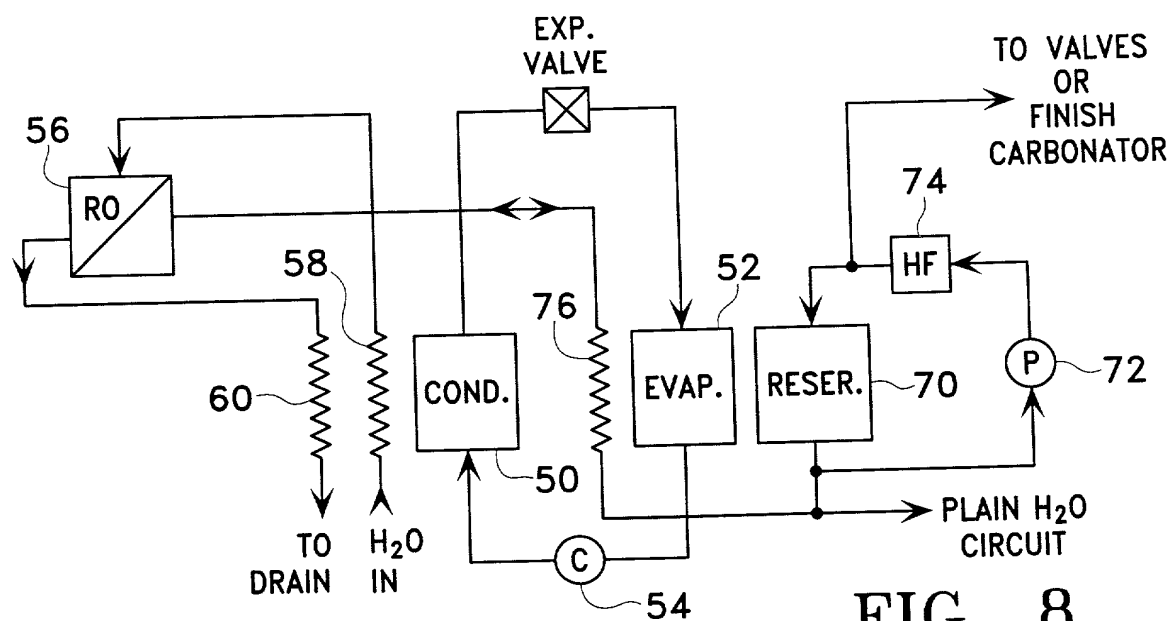 EXP.
VALVE
TO VALVES
OR
FINISH
CARBONATOR
56
RO
74
HF
58
76
52
60
COND.
EVAP.
RESER.
70
P
72
50
PLAIN H₂O
CIRCUIT
TO
DRAIN
H₂O
IN
C
54
FIG. 8